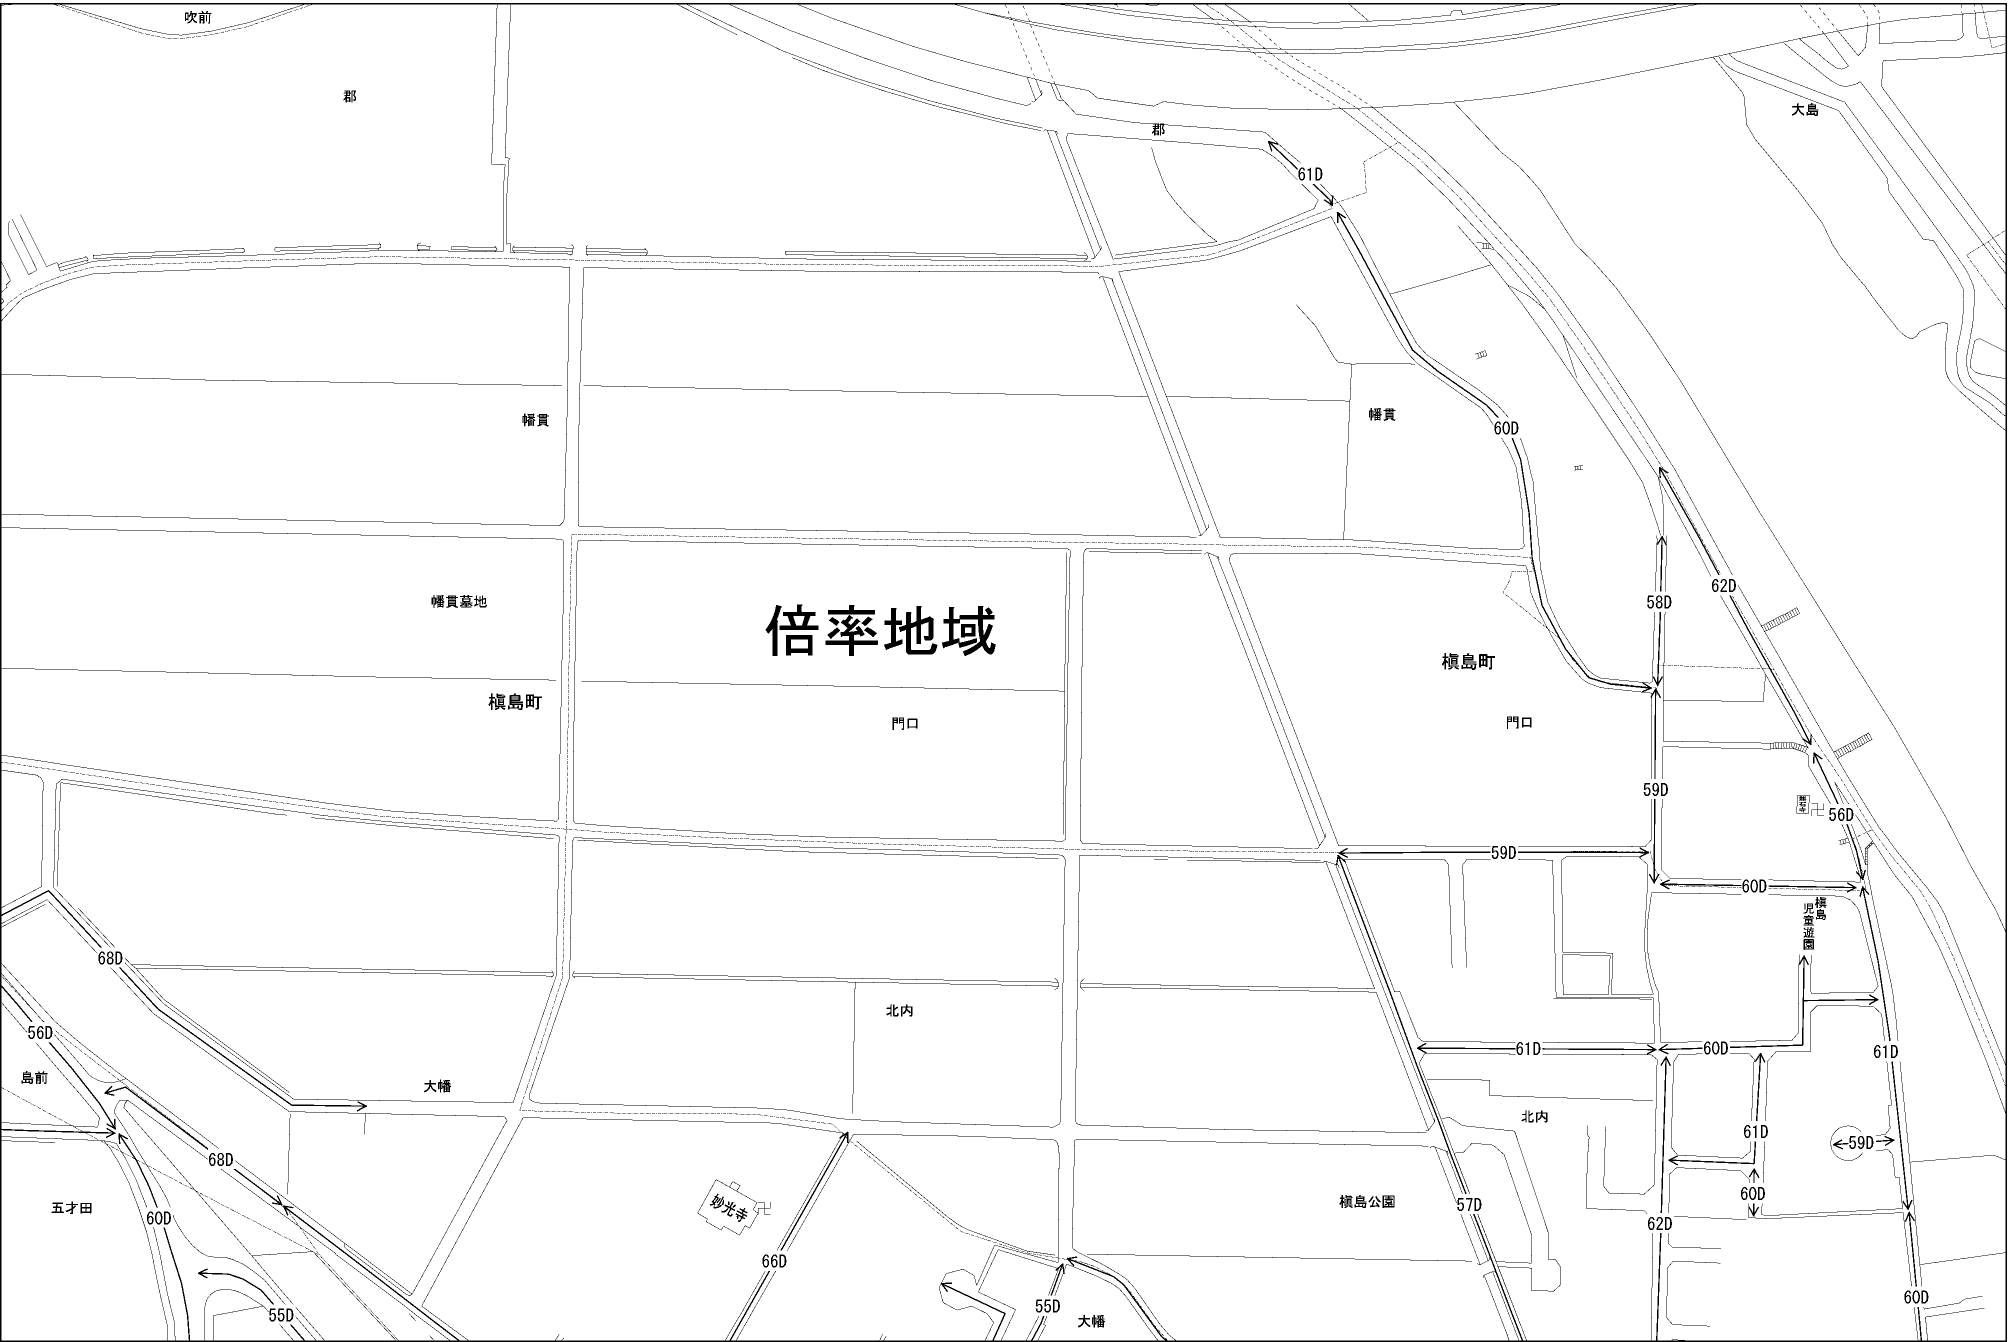 吹前
郡
大島
郡
61D
幡貫
幡貫
60D
62D
58D
幡貫墓地
倍率地域
槇島町
槇島町
門口
門口
59D
56D
59D
60D
槇島
児童遊園
68D
北内
56D
61D
60D
61D
島前
大幡
北内
61D
59D
68D
60D
五才田
妙光寺
槇島公園
57D
60D
62D
66D
55D
55D
大幡
60D